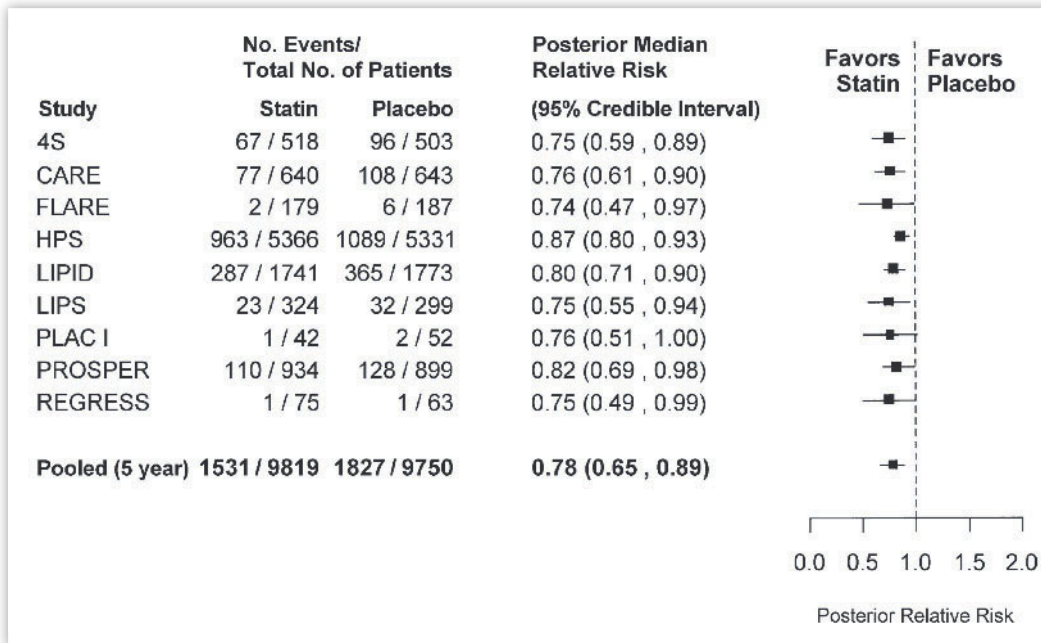 No. Events/ Posterior Median
Total No. of Patients Relative Risk Favors Favors
Statin Placebo
Study Statin Placebo (95% Credible Interval)
4S 67 / 518 96 / 503 0.75 (0.59 , 0.89)
CARE 77 / 640 108 / 643 0.76 (0.61 , 0.90)
FLARE 2 / 179 6 / 187 0.74 (0.47 , 0.97)
HPS 963 / 5366 1089 / 5331 0.87 (0.80 , 0.93)
LIPID 287 / 1741 365 / 1773 0.80 (0.71 , 0.90)
LIPS 23 / 324 32 / 299 0.75 (0.55 , 0.94)
PLAC I 1 / 42 2 / 52 0.76 (0.51 , 1.00)
PROSPER 110 / 934 128 / 899 0.82 (0.69 , 0.98)
REGRESS 1 / 75 1 / 63 0.75 (0.49 , 0.99)
Pooled (5 year) 1531 / 9819 1827 / 9750 0.78 (0.65 , 0.89)
0.0 0.5 1.0 1.5 2.0
Posterior Relative Risk